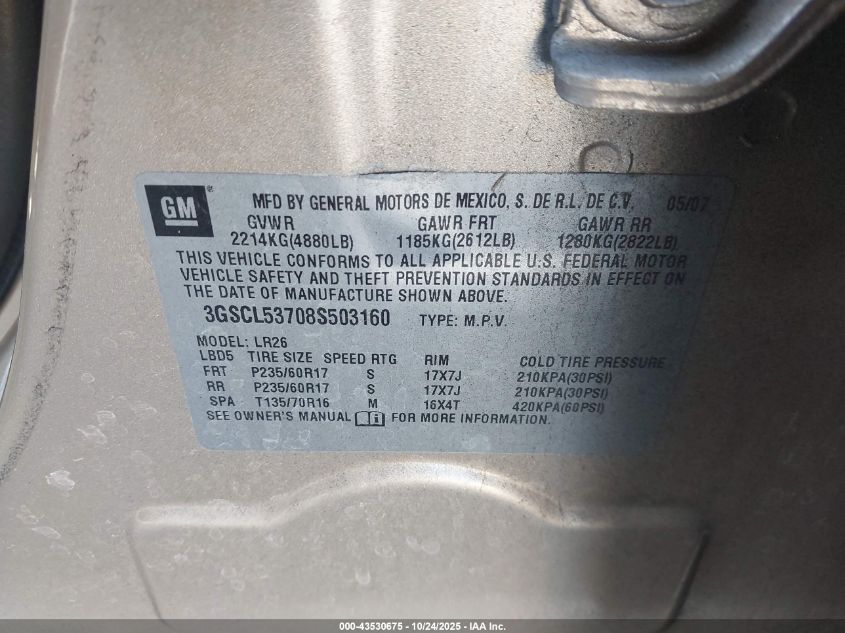 GM ® MFD BY GENERAL MOTORS DE MEXICO, S. DE R.L. DE C.V. 05/07
GVWR GAWR FRT GAWR RR
2214KG(4880LB) 1185KG(2612LB) 1280KG(2822LB)
THIS VEHICLE CONFORMS TO ALL APPLICABLE U.S. FEDERAL MOTOR
VEHICLE SAFETY AND THEFT PREVENTION STANDARDS IN EFFECT ON
THE DATE OF MANUFACTURE SHOWN ABOVE.
3GSCL53708S503160 TYPE: M.P.V.
MODEL: LR26
LBD5 TIRE SIZE SPEED RTG RIM COLD TIRE PRESSURE
FRT P235/60R17 S 17X7J 210KPA(30PSI)
RR P235/60R17 S 17X7J 210KPA(30PSI)
SPA T135/70R16 M 16X4T 420KPA(60PSI)
SEE OWNER'S MANUAL i FOR MORE INFORMATION.
000-43530675 - 10/24/2025 - IAA Inc.